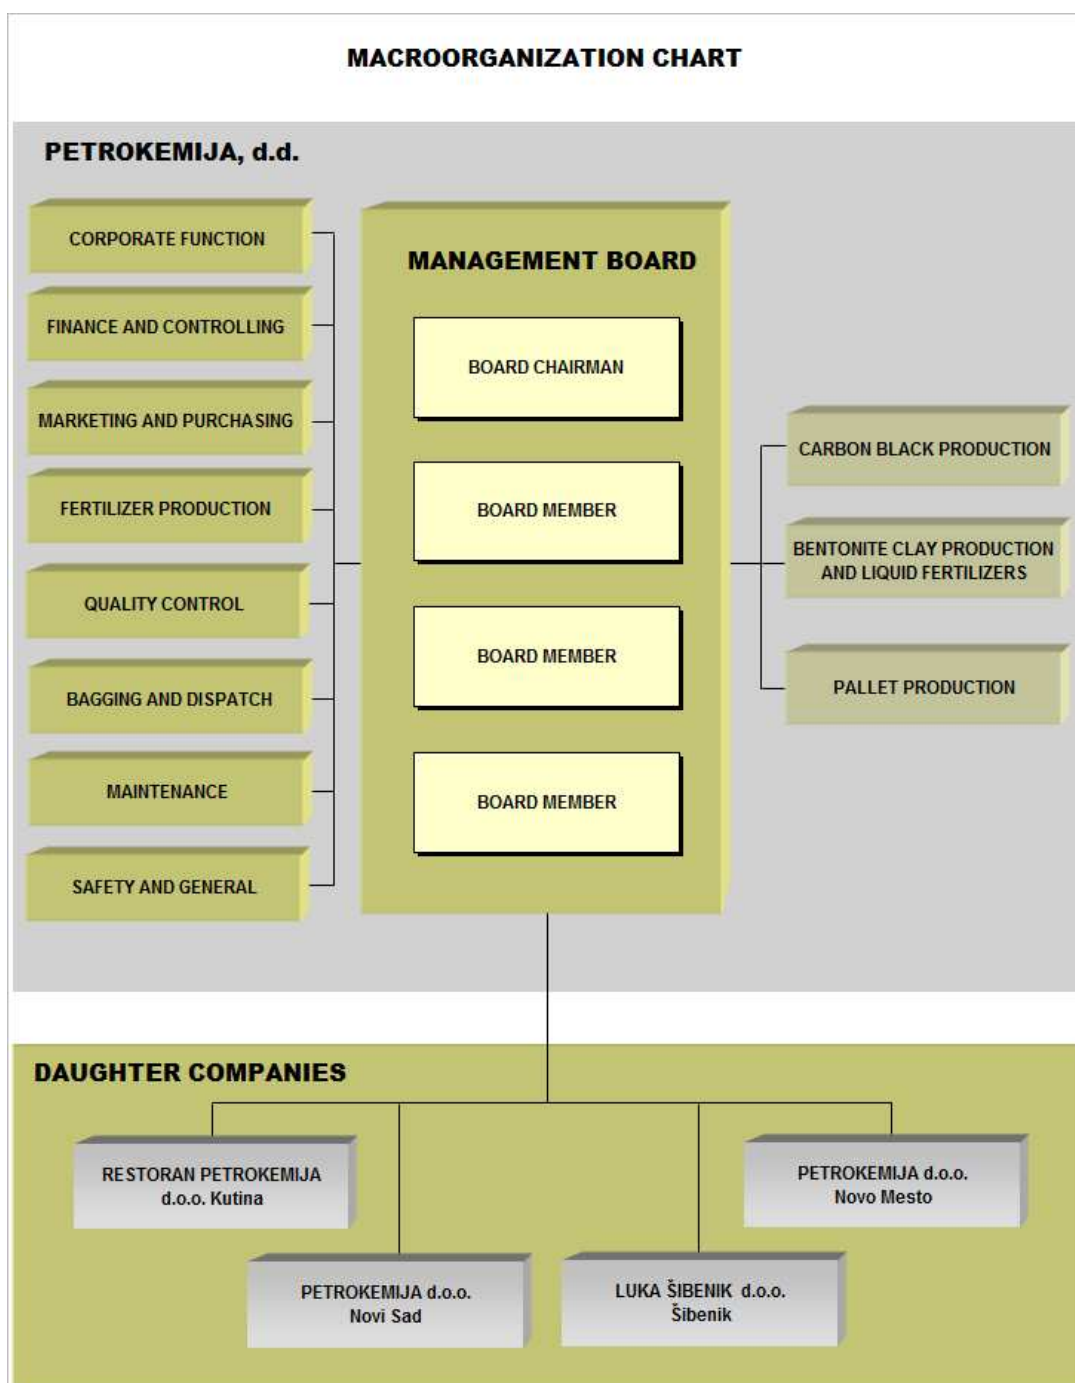 MACROORGANIZATION CHART
PETROKEMIJA, d.d.
CORPORATE FUNCTION
FINANCE AND CONTROLLING
MARKETING AND PURCHASING
FERTILIZER PRODUCTION
QUALITY CONTROL
BAGGING AND DISPATCH
MAINTENANCE
SAFETY AND GENERAL
MANAGEMENT BOARD
BOARD CHAIRMAN
BOARD MEMBER
BOARD MEMBER
BOARD MEMBER
CARBON BLACK PRODUCTION
BENTONITE CLAY PRODUCTION
AND LIQUID FERTILIZERS
PALLET PRODUCTION
DAUGHTER COMPANIES
RESTORAN PETROKEMIJA
d.o.o. Kutina
PETROKEMIJA d.o.o.
Novi Sad
LUKA ŠIBENIK d.o.o.
Šibenik
PETROKEMIJA d.o.o.
Novo Mesto